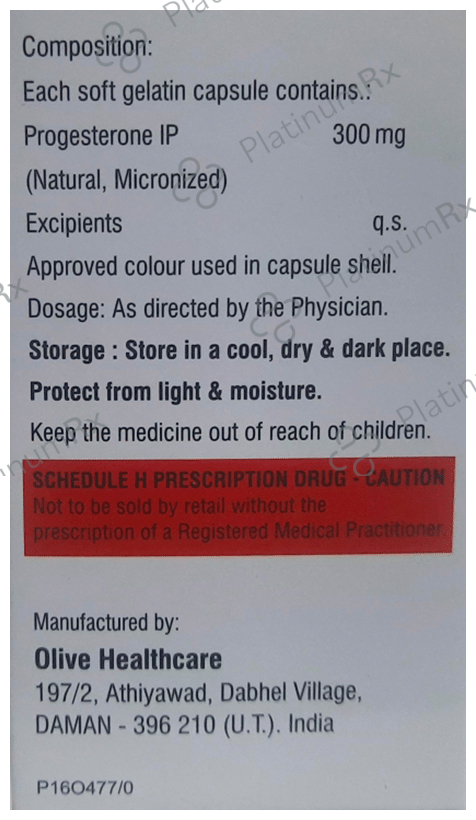 Composition:
Each soft gelatin capsule contains.:
Progesterone IP 300 mg
(Natural, Micronized)
Excipients q.s.
Approved colour used in capsule shell.
Dosage: As directed by the Physician.
Storage : Store in a cool, dry & dark place.
Protect from light & moisture.
Keep the medicine out of reach of children.
SCHEDULE H PRESCRIPTION DRUG - CAUTION
Not to be sold by retail without the
prescription of a Registered Medical Practitioner.
Manufactured by:
Olive Healthcare
197/2, Athiyawad, Dabhel Village,
DAMAN - 396 210 (U.T.). India
P16O477/0
PlatinumRx
PlatinumRx